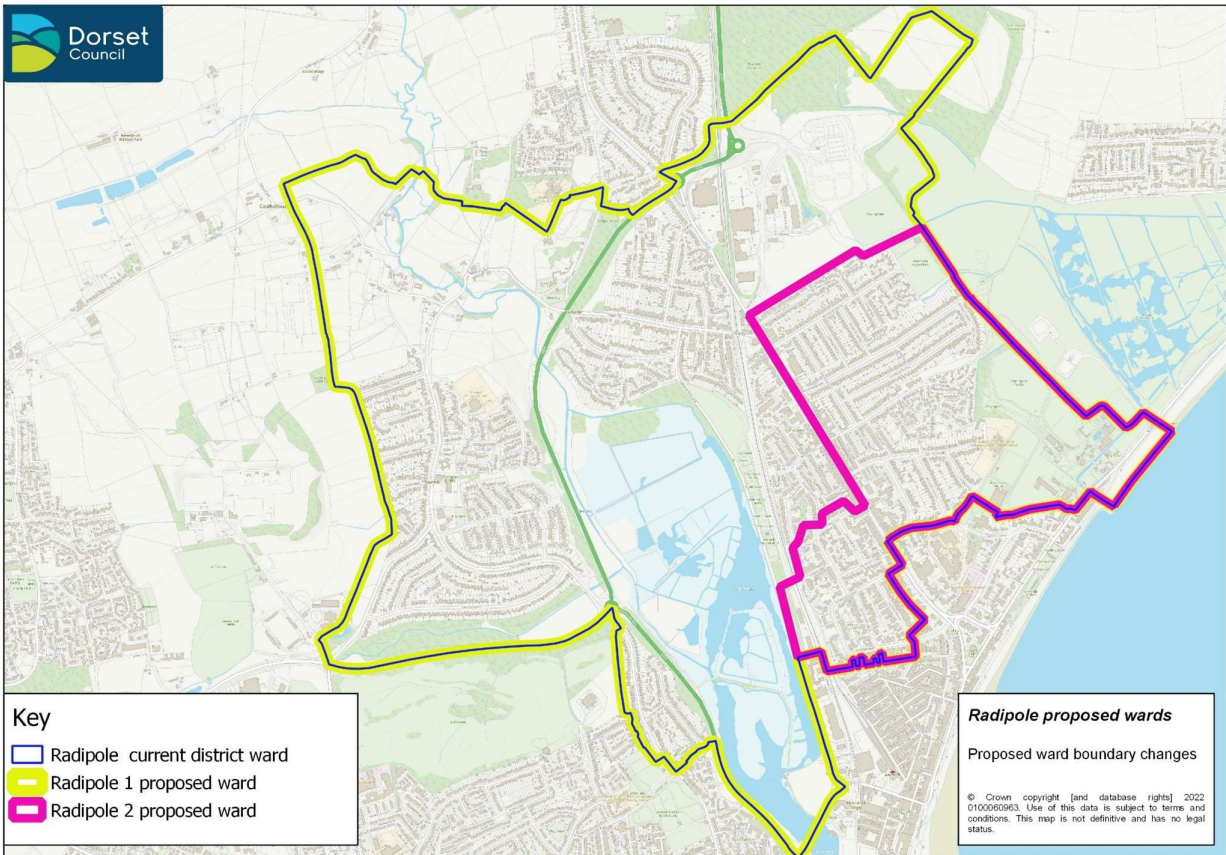 Dorset
Council
Key
Radipole current district ward
Radipole 1 proposed ward
Radipole 2 proposed ward
Radipole proposed wards
Proposed ward boundary changes
© Crown copyright [and database rights] 2022
0100060963. Use of this data is subject to terms and
conditions. This map is not definitive and has no legal
status.